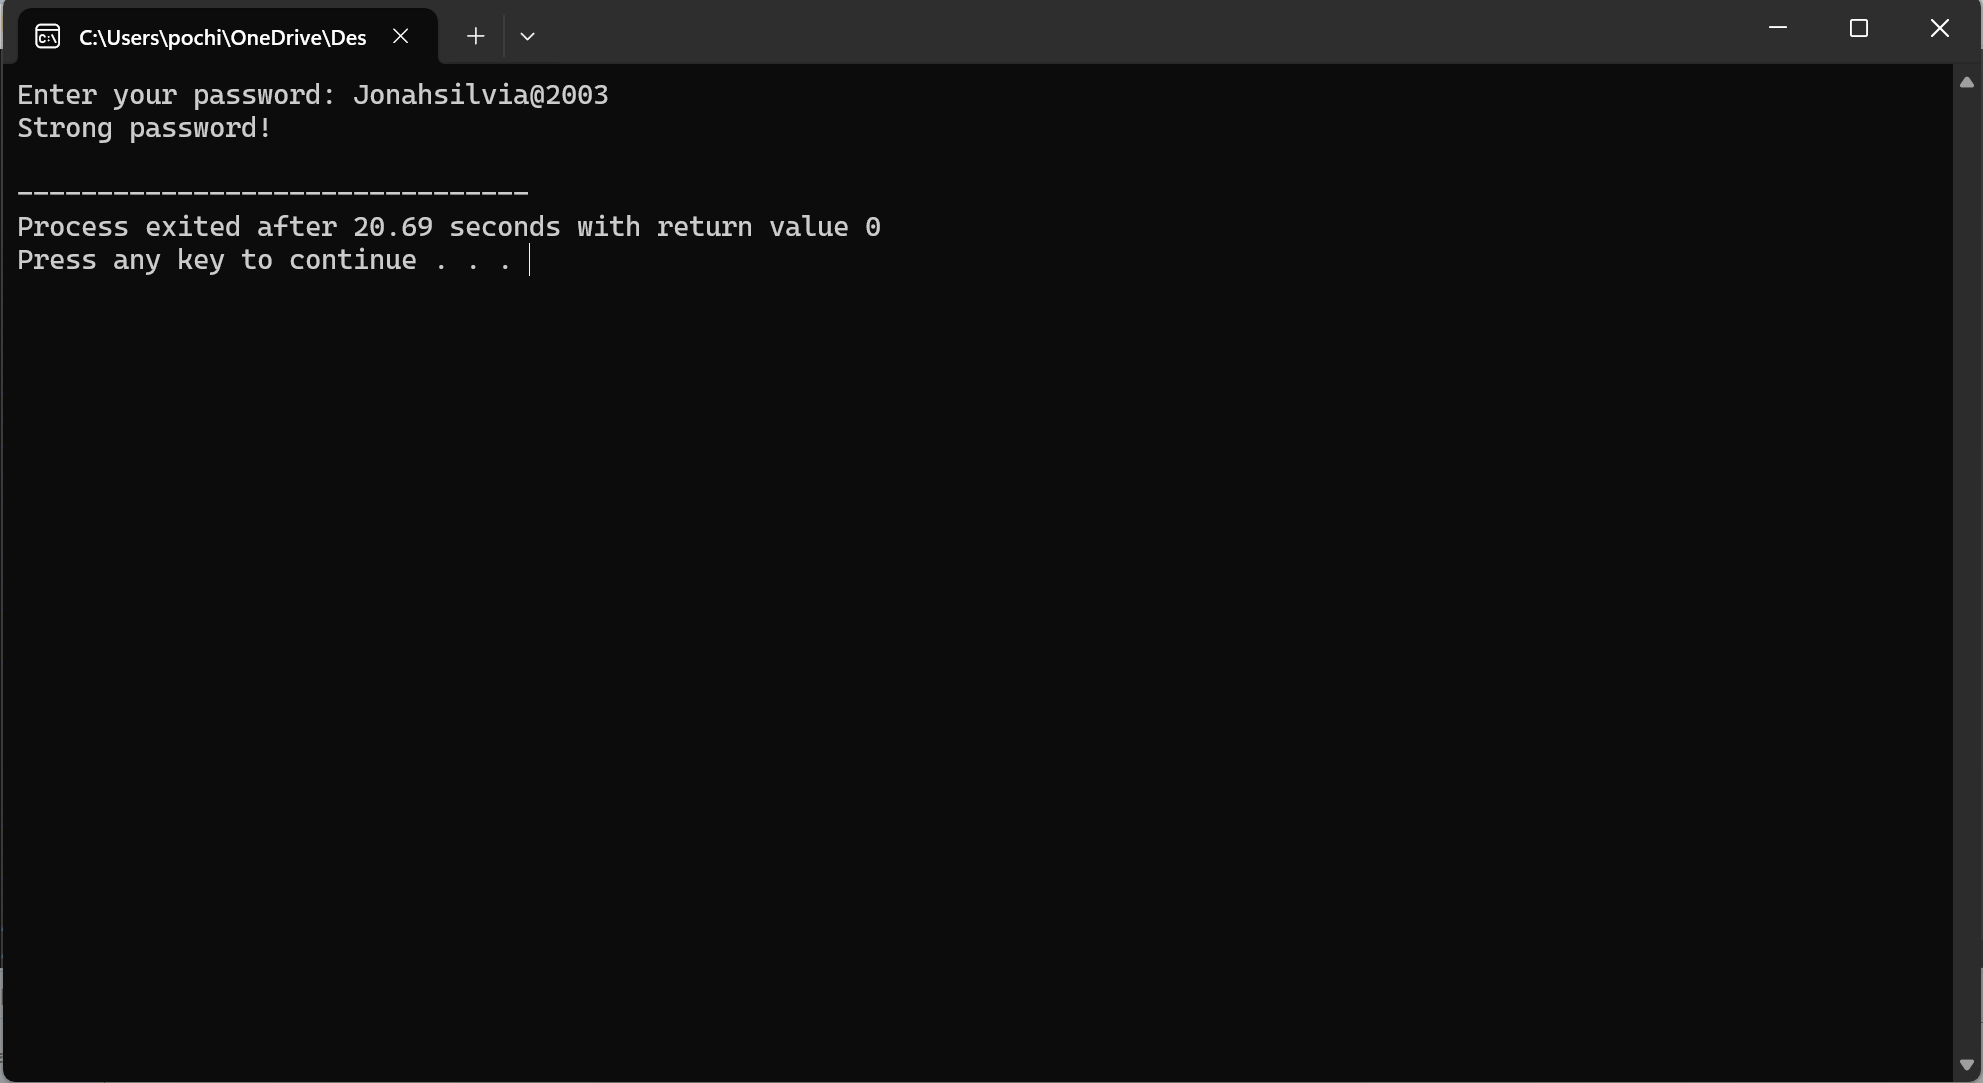 C:\Users\pochi\OneDrive\Des
Enter your password: Jonahsilvia@2003
Strong password!
--------------------------------
Process exited after 20.69 seconds with return value 0
Press any key to continue . . .